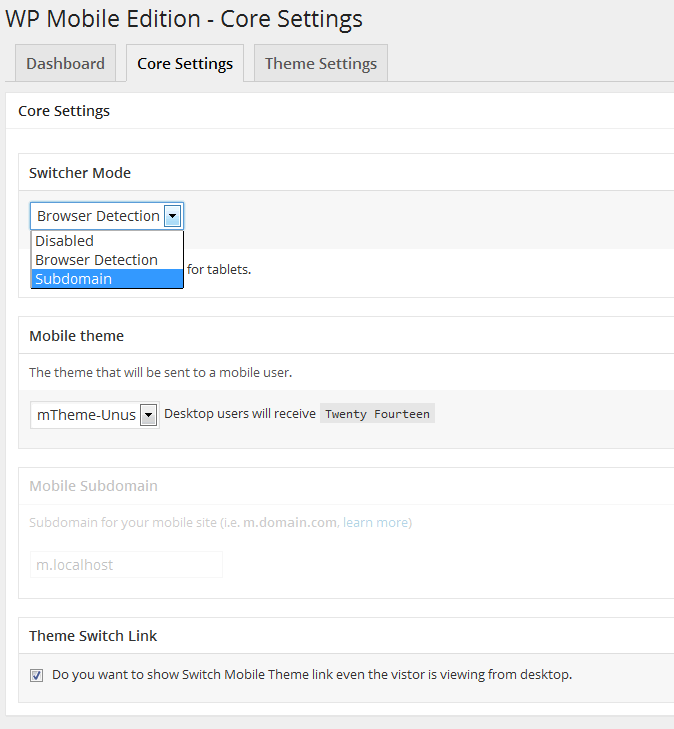 WP Mobile Edition - Core Settings
Dashboard Core Settings Theme Settings
Core Settings
Switcher Mode
Browser Detection
Disabled
Browser Detection
Subdomain
for tablets.
Mobile theme
The theme that will be sent to a mobile user.
mTheme-Unus Desktop users will receive Twenty Fourteen
Mobile Subdomain
Subdomain for your mobile site (i.e. m.domain.com, learn more)
m.localhost
Theme Switch Link
Do you want to show Switch Mobile Theme link even the vistor is viewing from desktop.